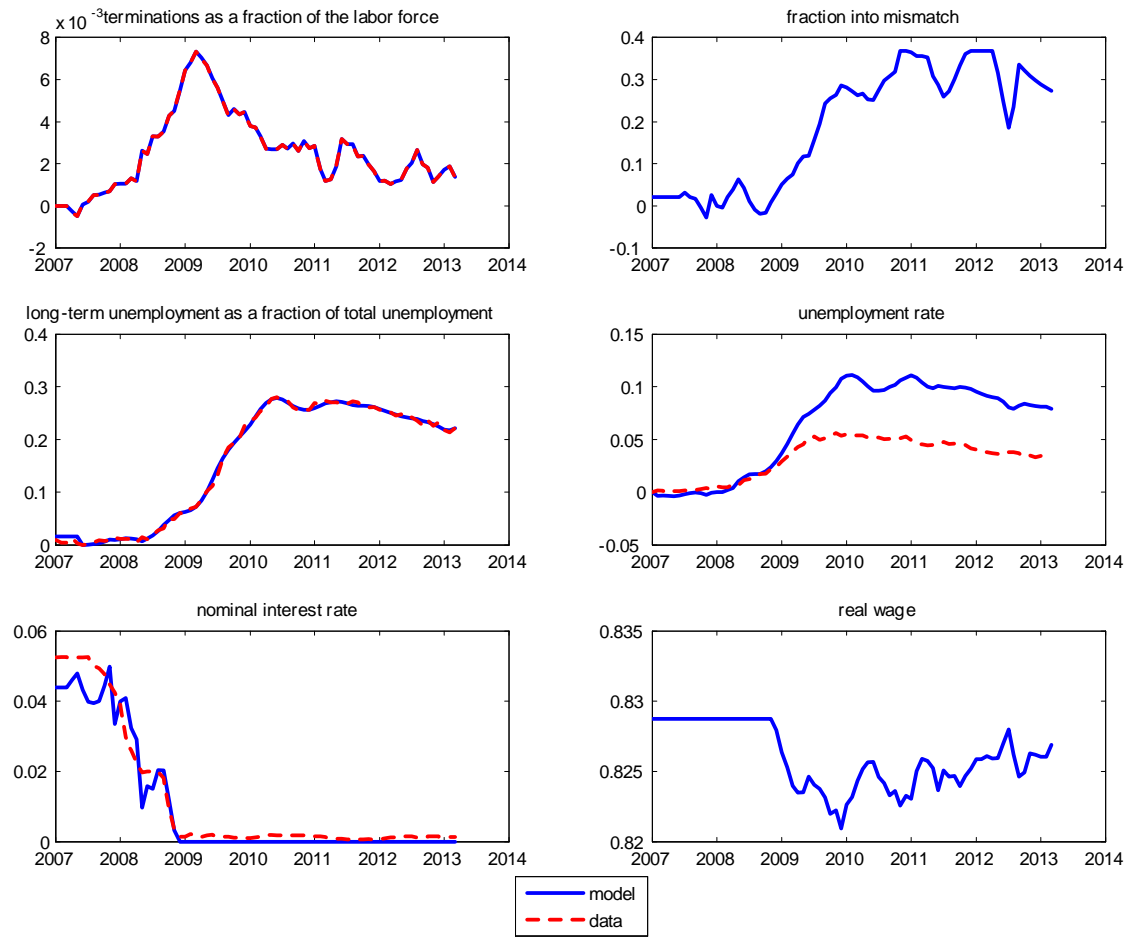 x 10 -3 terminations as a fraction of the labor force
8
6
4
2
0
-2
2007 2008 2009 2010 2011 2012 2013 2014
fraction into mismatch
0.4
0.3
0.2
0.1
0
-0.1
2007 2008 2009 2010 2011 2012 2013 2014
long-term unemployment as a fraction of total unemployment
0.4
0.3
0.2
0.1
0
2007 2008 2009 2010 2011 2012 2013 2014
unemployment rate
0.15
0.1
0.05
0
-0.05
2007 2008 2009 2010 2011 2012 2013 2014
nominal interest rate
0.06
0.04
0.02
0
2007 2008 2009 2010 2011 2012 2013 2014
real wage
0.835
0.83
0.825
0.82
2007 2008 2009 2010 2011 2012 2013 2014
model
data